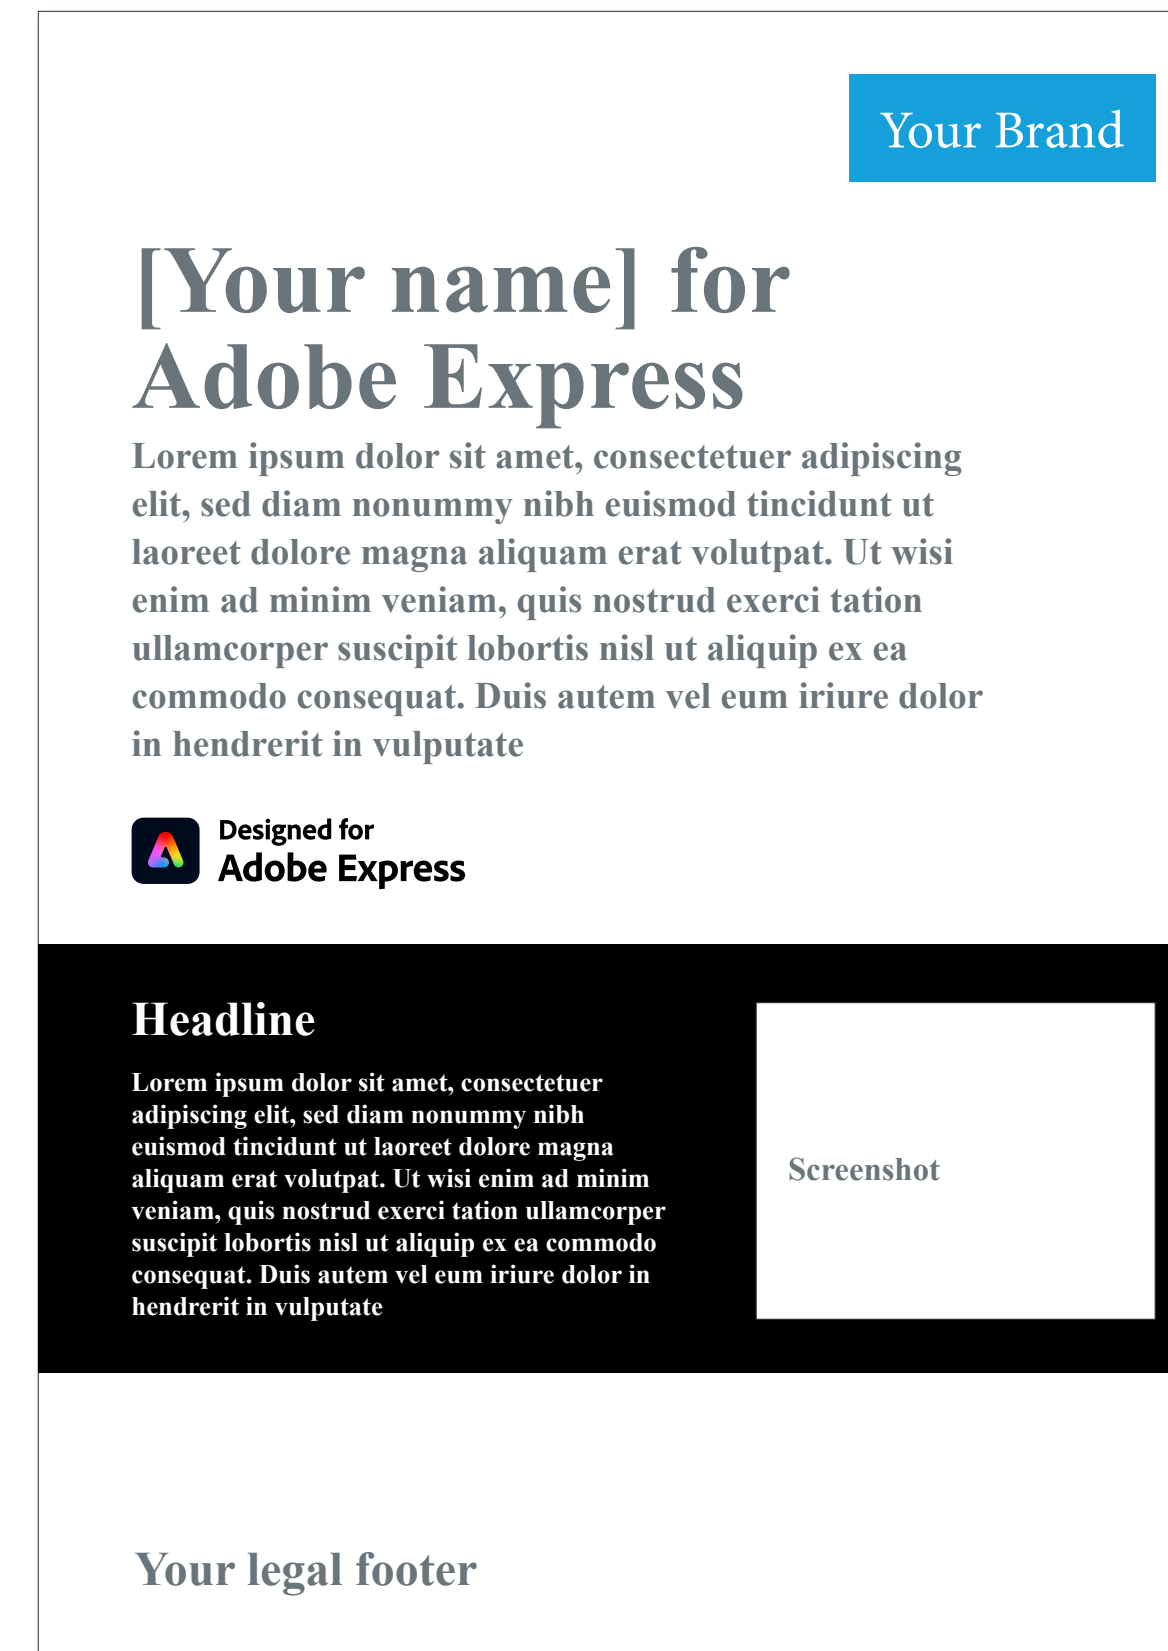 Your Brand
[Your name] for
Adobe Express
Lorem ipsum dolor sit amet, consectetuer adipiscing
elit, sed diam nonummy nibh euismod tincidunt ut
laoreet dolore magna aliquam erat volutpat. Ut wisi
enim ad minim veniam, quis nostrud exerci tation
ullamcorper suscipit lobortis nisl ut aliquip ex ea
commodo consequat. Duis autem vel eum iriure dolor
in hendrerit in vulputate
Designed for
Adobe Express
Headline
Lorem ipsum dolor sit amet, consectetuer
adipiscing elit, sed diam nonummy nibh
euismod tincidunt ut laoreet dolore magna
aliquam erat volutpat. Ut wisi enim ad minim
veniam, quis nostrud exerci tation ullamcorper
suscipit lobortis nisl ut aliquip ex ea commodo
consequat. Duis autem vel eum iriure dolor in
hendrerit in vulputate
Screenshot
Your legal footer